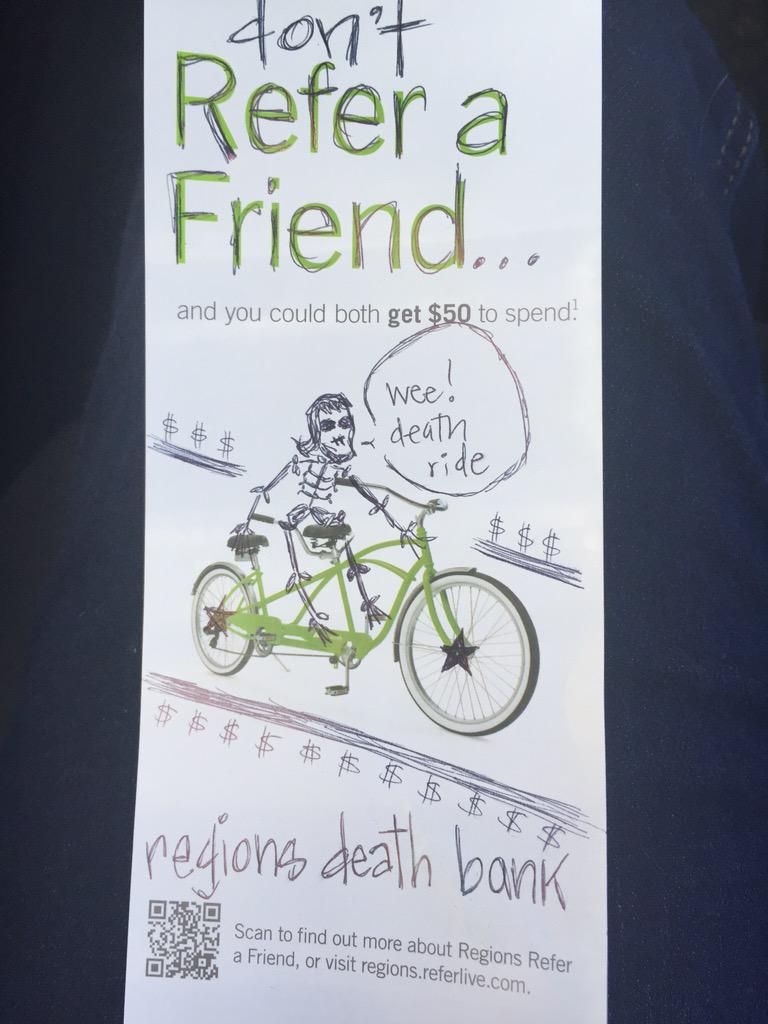 don't
Refer a
Friend...
and you could both get $50 to spend!¹
wee!
death
ride
$ $ $
$ $ $
$ $ $ $ $ $ $ $ $ $ $
regions death bank
Scan to find out more about Regions Refer
a Friend, or visit regions.referlive.com.